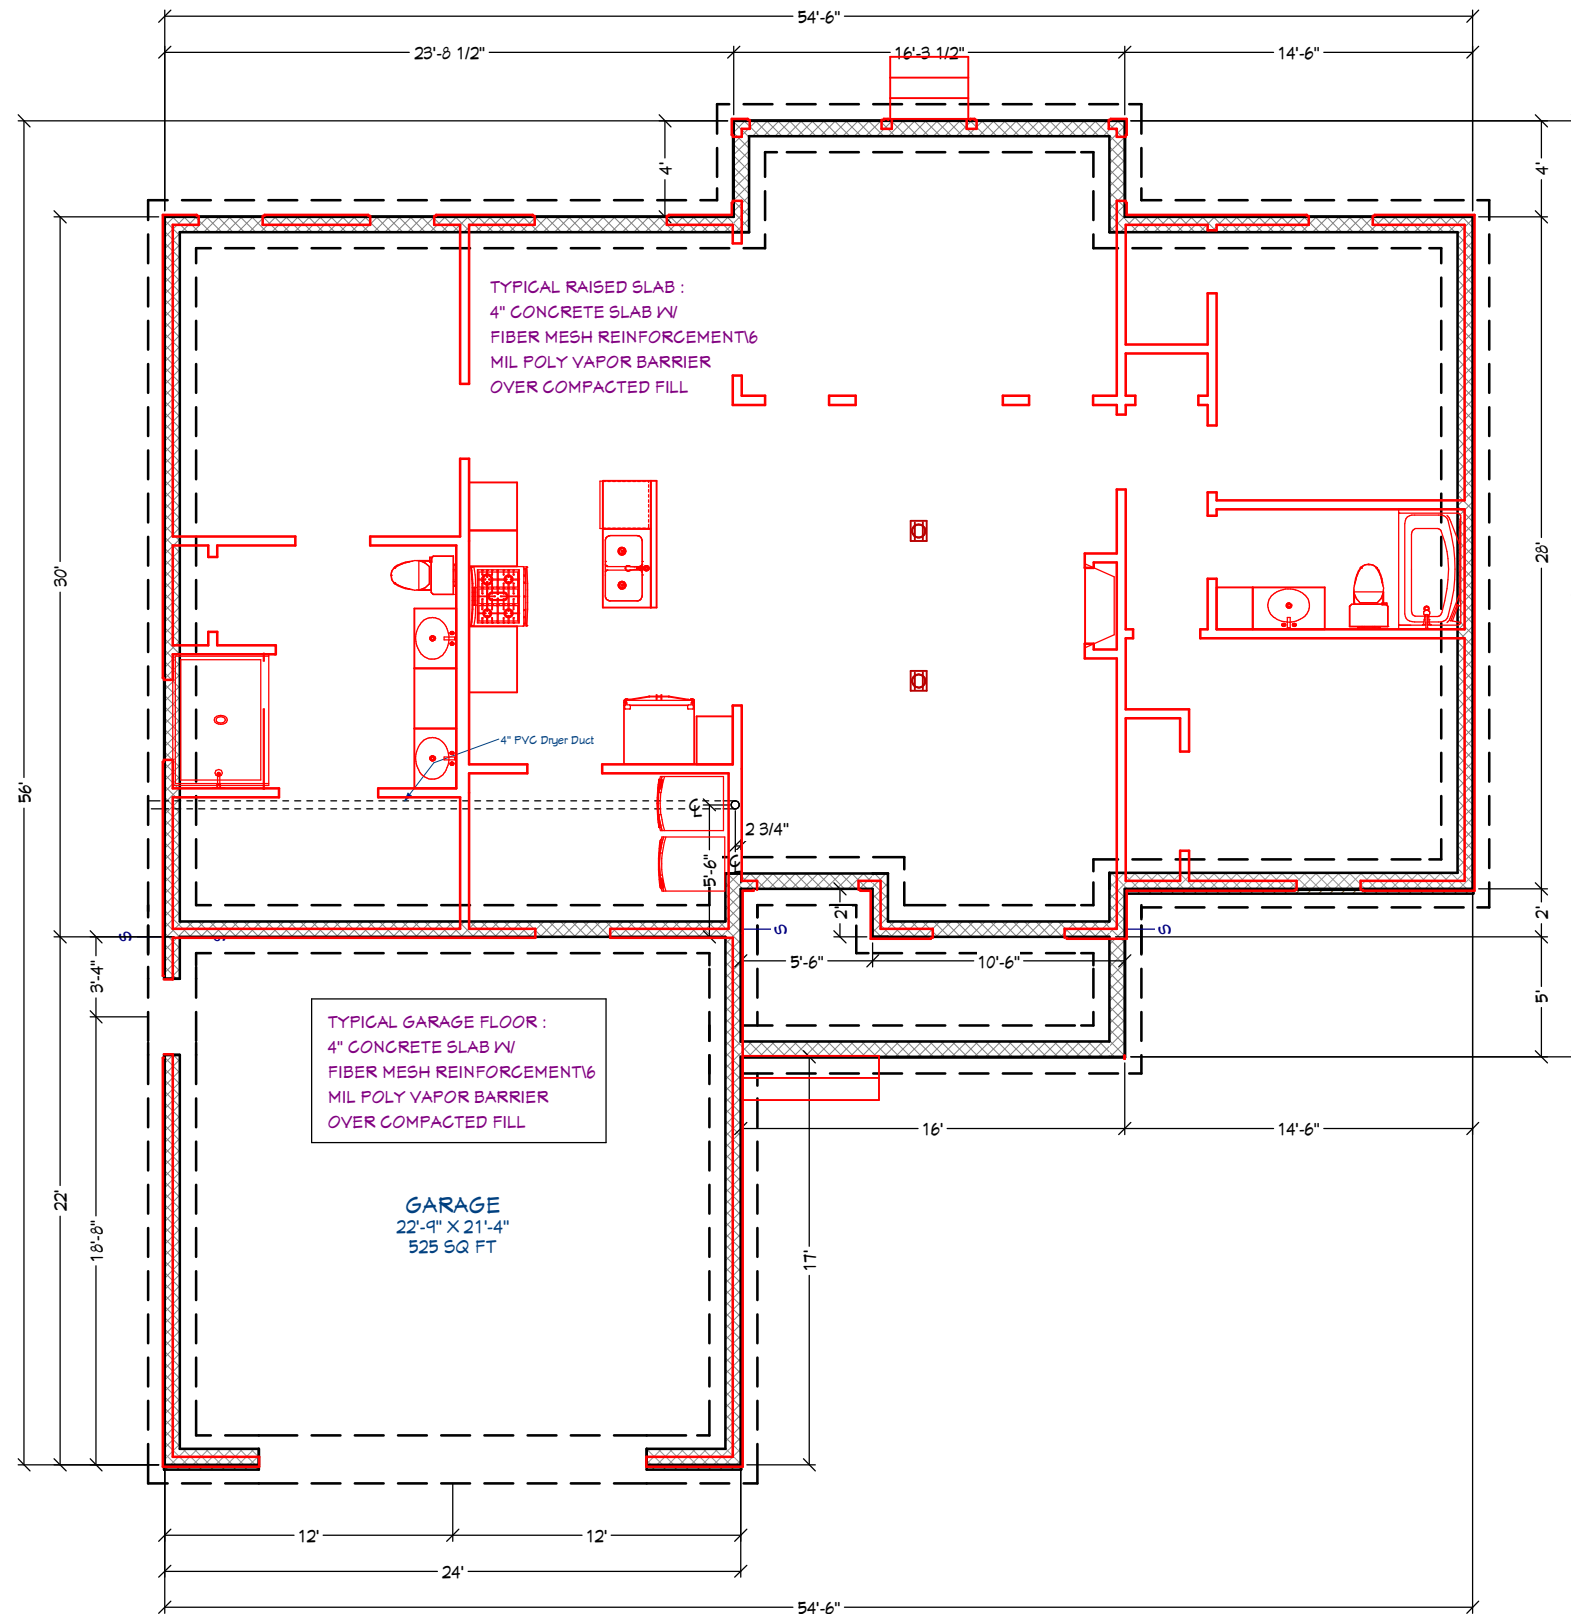 54'-6"
23'-8 1/2"
16'-3 1/2"
14'-6"
4'
4'
TYPICAL RAISED SLAB :
4" CONCRETE SLAB W/
FIBER MESH REINFORCEMENT\6
MIL POLY VAPOR BARRIER
OVER COMPACTED FILL
30'
28'
56'
4" PVC Dryer Duct
CL
2 3/4"
CL
5'-6"
2'
2'
S
S
S
S
3'-4"
5'-6"
10'-6"
5'
TYPICAL GARAGE FLOOR :
4" CONCRETE SLAB W/
FIBER MESH REINFORCEMENT\6
MIL POLY VAPOR BARRIER
OVER COMPACTED FILL
16'
14'-6"
22'
18'-8"
GARAGE
22'-9" X 21'-4"
525 SQ FT
17'
12'
12'
24'
54'-6"